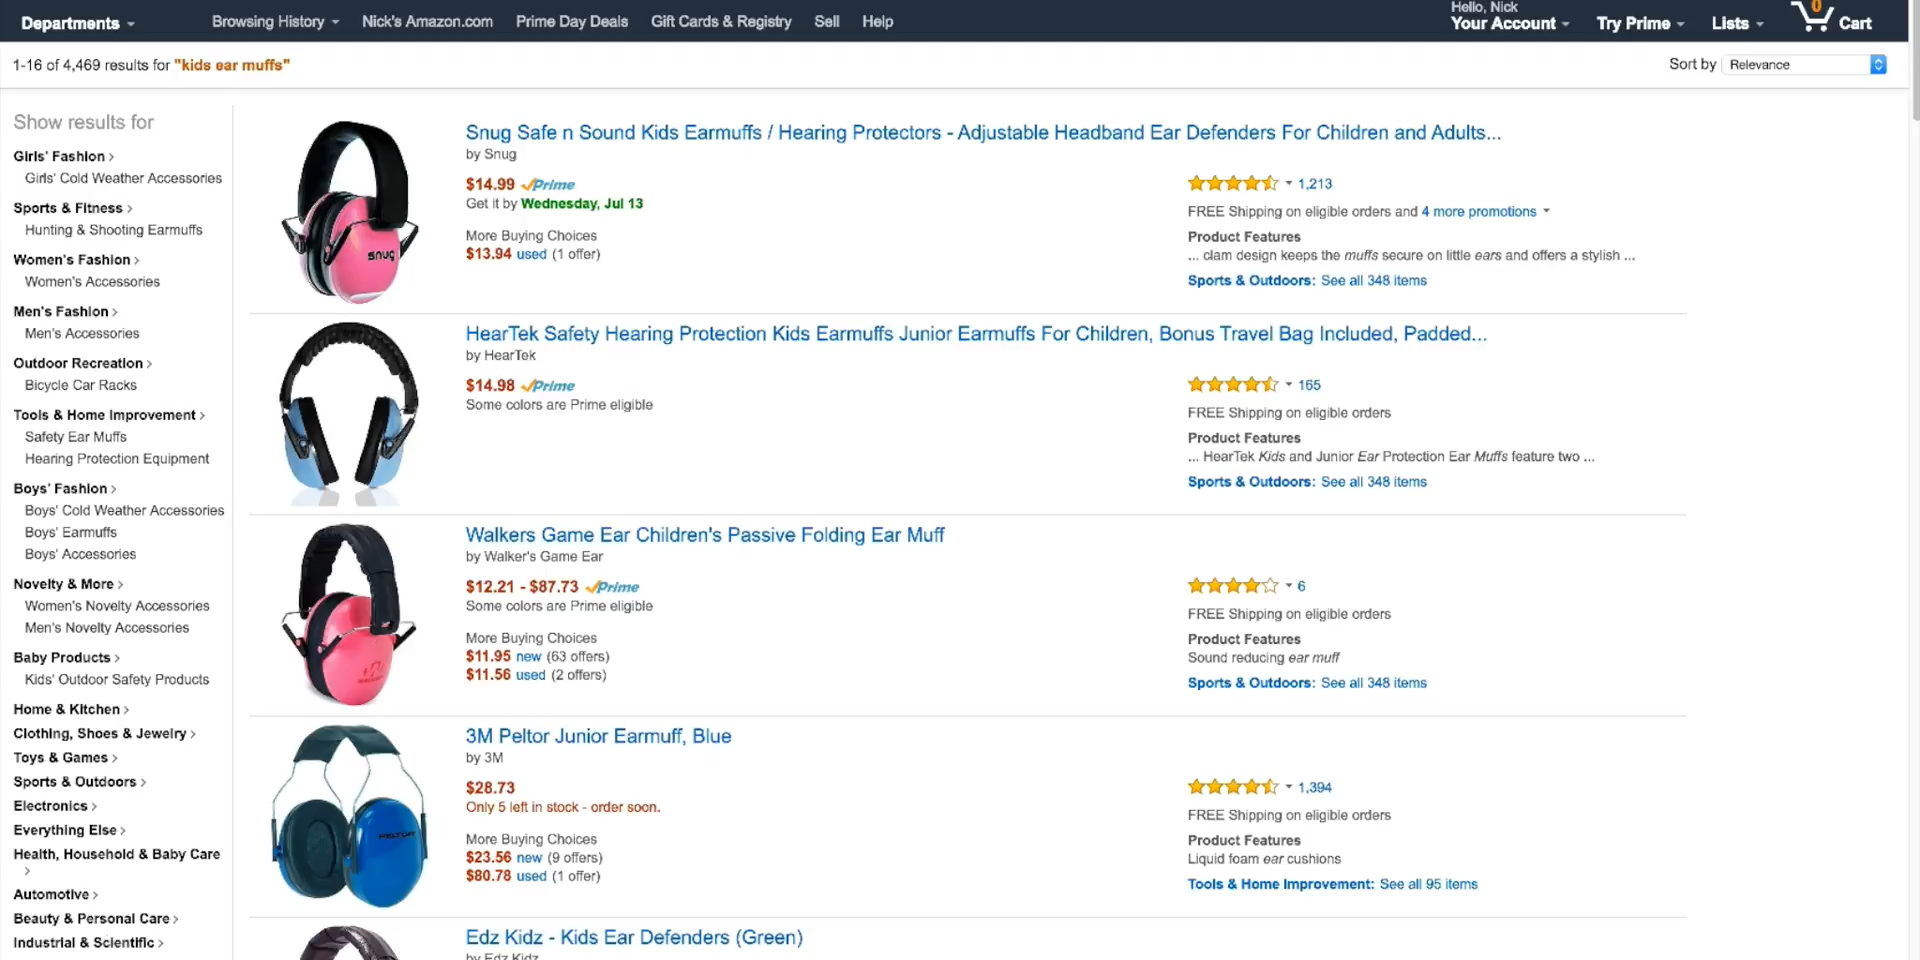 Departments
Browsing History
Nick's Amazon.com
Prime Day Deals
Gift Cards & Registry
Sell
Help
Hello, Nick
Your Account
Try Prime
Lists
0
Cart
1-16 of 4,469 results for "kids ear muffs"
Sort by Relevance
Show results for
Girls' Fashion
Girls' Cold Weather Accessories
Sports & Fitness
Hunting & Shooting Earmuffs
Women's Fashion
Women's Accessories
Men's Fashion
Men's Accessories
Outdoor Recreation
Bicycle Car Racks
Tools & Home Improvement
Safety Ear Muffs
Hearing Protection Equipment
Boys' Fashion
Boys' Cold Weather Accessories
Boys' Earmuffs
Boys' Accessories
Novelty & More
Women's Novelty Accessories
Men's Novelty Accessories
Baby Products
Kids' Outdoor Safety Products
Home & Kitchen
Clothing, Shoes & Jewelry
Toys & Games
Sports & Outdoors
Electronics
Everything Else
Health, Household & Baby Care
Automotive
Beauty & Personal Care
Industrial & Scientific
snug
Snug Safe n Sound Kids Earmuffs / Hearing Protectors - Adjustable Headband Ear Defenders For Children and Adults...
by Snug
$14.99 Prime
Get it by Wednesday, Jul 13
More Buying Choices
$13.94 used (1 offer)
1,213
FREE Shipping on eligible orders and 4 more promotions
Product Features
... clam design keeps the muffs secure on little ears and offers a stylish ...
Sports & Outdoors: See all 348 items
HearTek Safety Hearing Protection Kids Earmuffs Junior Earmuffs For Children, Bonus Travel Bag Included, Padded...
by HearTek
$14.98 Prime
Some colors are Prime eligible
165
FREE Shipping on eligible orders
Product Features
... HearTek Kids and Junior Ear Protection Ear Muffs feature two ...
Sports & Outdoors: See all 348 items
Walkers Game Ear Children's Passive Folding Ear Muff
by Walker's Game Ear
$12.21 - $87.73 Prime
Some colors are Prime eligible
More Buying Choices
$11.95 new (63 offers)
$11.56 used (2 offers)
6
FREE Shipping on eligible orders
Product Features
Sound reducing ear muff
Sports & Outdoors: See all 348 items
PELTOR
3M Peltor Junior Earmuff, Blue
by 3M
$28.73
Only 5 left in stock - order soon.
More Buying Choices
$23.56 new (9 offers)
$80.78 used (1 offer)
1,394
FREE Shipping on eligible orders
Product Features
Liquid foam ear cushions
Tools & Home Improvement: See all 95 items
Edz Kidz - Kids Ear Defenders (Green)
by Edz Kidz